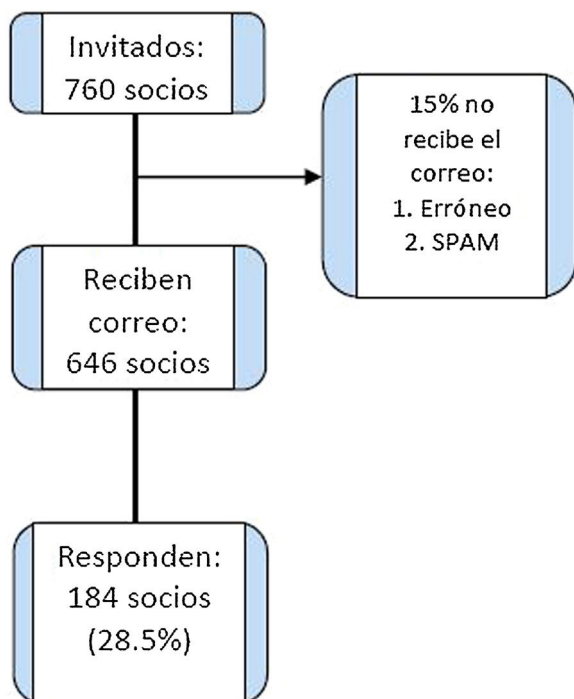 Invitados:
760 socios
15% no
recibe el
correo:
1. Erróneo
2. SPAM
Reciben
correo:
646 socios
Responden:
184 socios
(28.5%)